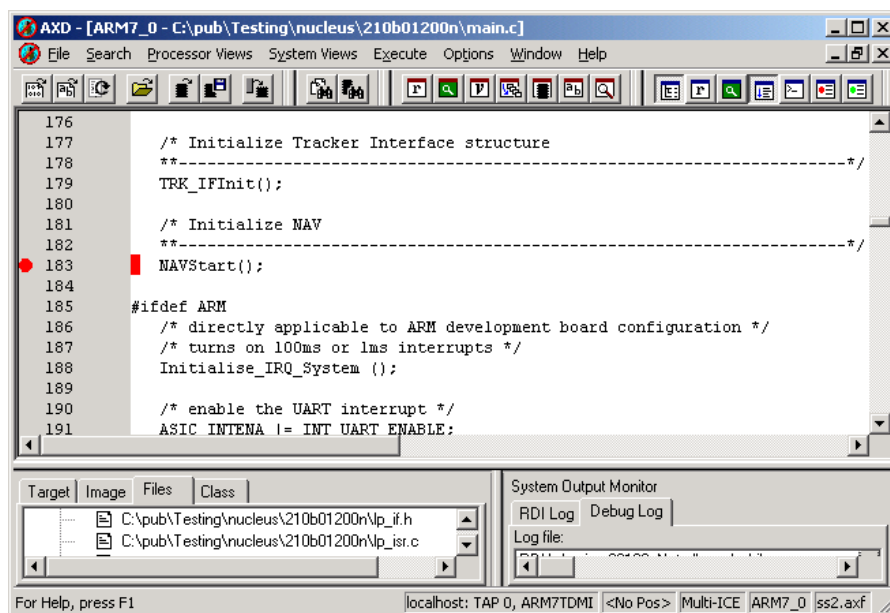 AXD - [ARM7_0 - C:\pub\Testing\nucleus\210b01200n\main.c]
File Search Processor Views System Views Execute Options Window Help
176
177 /* Initialize Tracker Interface structure
178 **----------------------------------------------------------------------*/
179 TRK_IFInit();
180
181 /* Initialize NAV
182 **----------------------------------------------------------------------*/
183 NAVStart();
184
185 #ifdef ARM
186 /* directly applicable to ARM development board configuration */
187 /* turns on 100ms or 1ms interrupts */
188 Initialise_IRQ_System ();
189
190 /* enable the UART interrupt */
191 ASIC_INTENA |= INT_UART_ENABLE;
Target Image Files Class
C:\pub\Testing\nucleus\210b01200n\lp_if.h
C:\pub\Testing\nucleus\210b01200n\lp_isr.c
System Output Monitor
RDI Log Debug Log
Log file:
For Help, press F1 localhost: TAP 0, ARM7TDMI <No Pos> Multi-ICE ARM7_0 ss2.axf